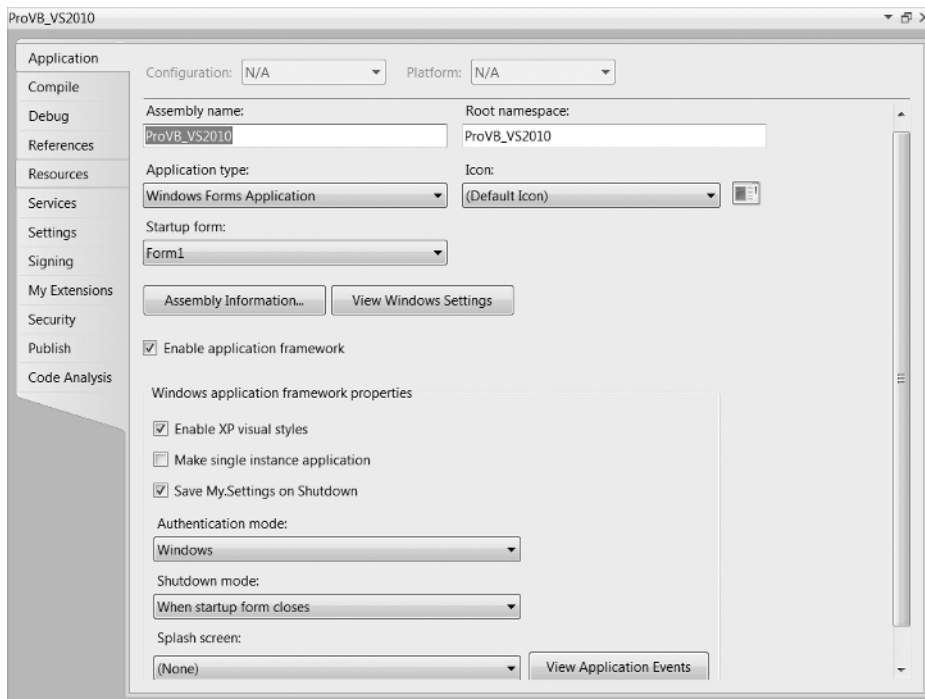 ProVB_VS2010
Application
Compile
Debug
References
Resources
Services
Settings
Signing
My Extensions
Security
Publish
Code Analysis
Configuration: N/A Platform: N/A
Assembly name: Root namespace:
ProVB_VS2010 ProVB_VS2010
Application type: Icon:
Windows Forms Application (Default Icon)
Startup form:
Form1
Assembly Information... View Windows Settings
Enable application framework
Windows application framework properties
Enable XP visual styles
Make single instance application
Save My.Settings on Shutdown
Authentication mode:
Windows
Shutdown mode:
When startup form closes
Splash screen:
(None) View Application Events